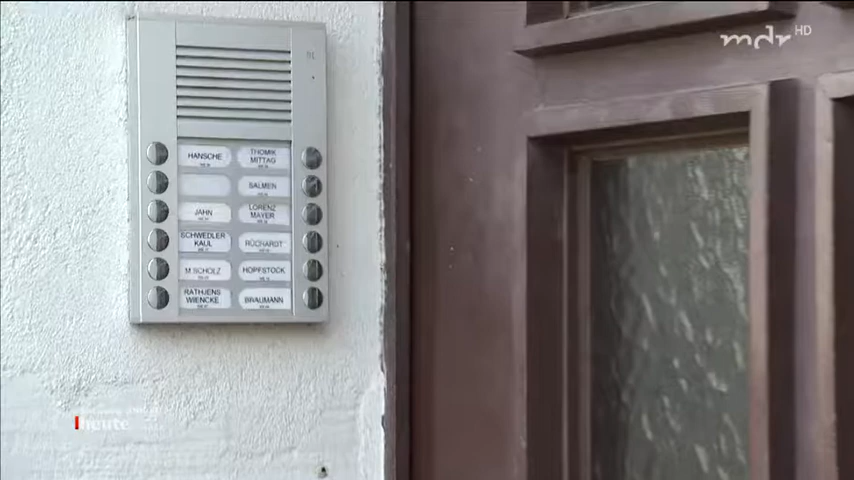 mdr HD
HANSCHE
THOMIK
MITTAG
SALMEN
JAHN
LORENZ
MAYER
SCHWEDLER
KAUL
RÜCHARDT
M.SCHOLZ
HOPFSTOCK
RATHJENS
WIENCKE
BRAUMANN
heute